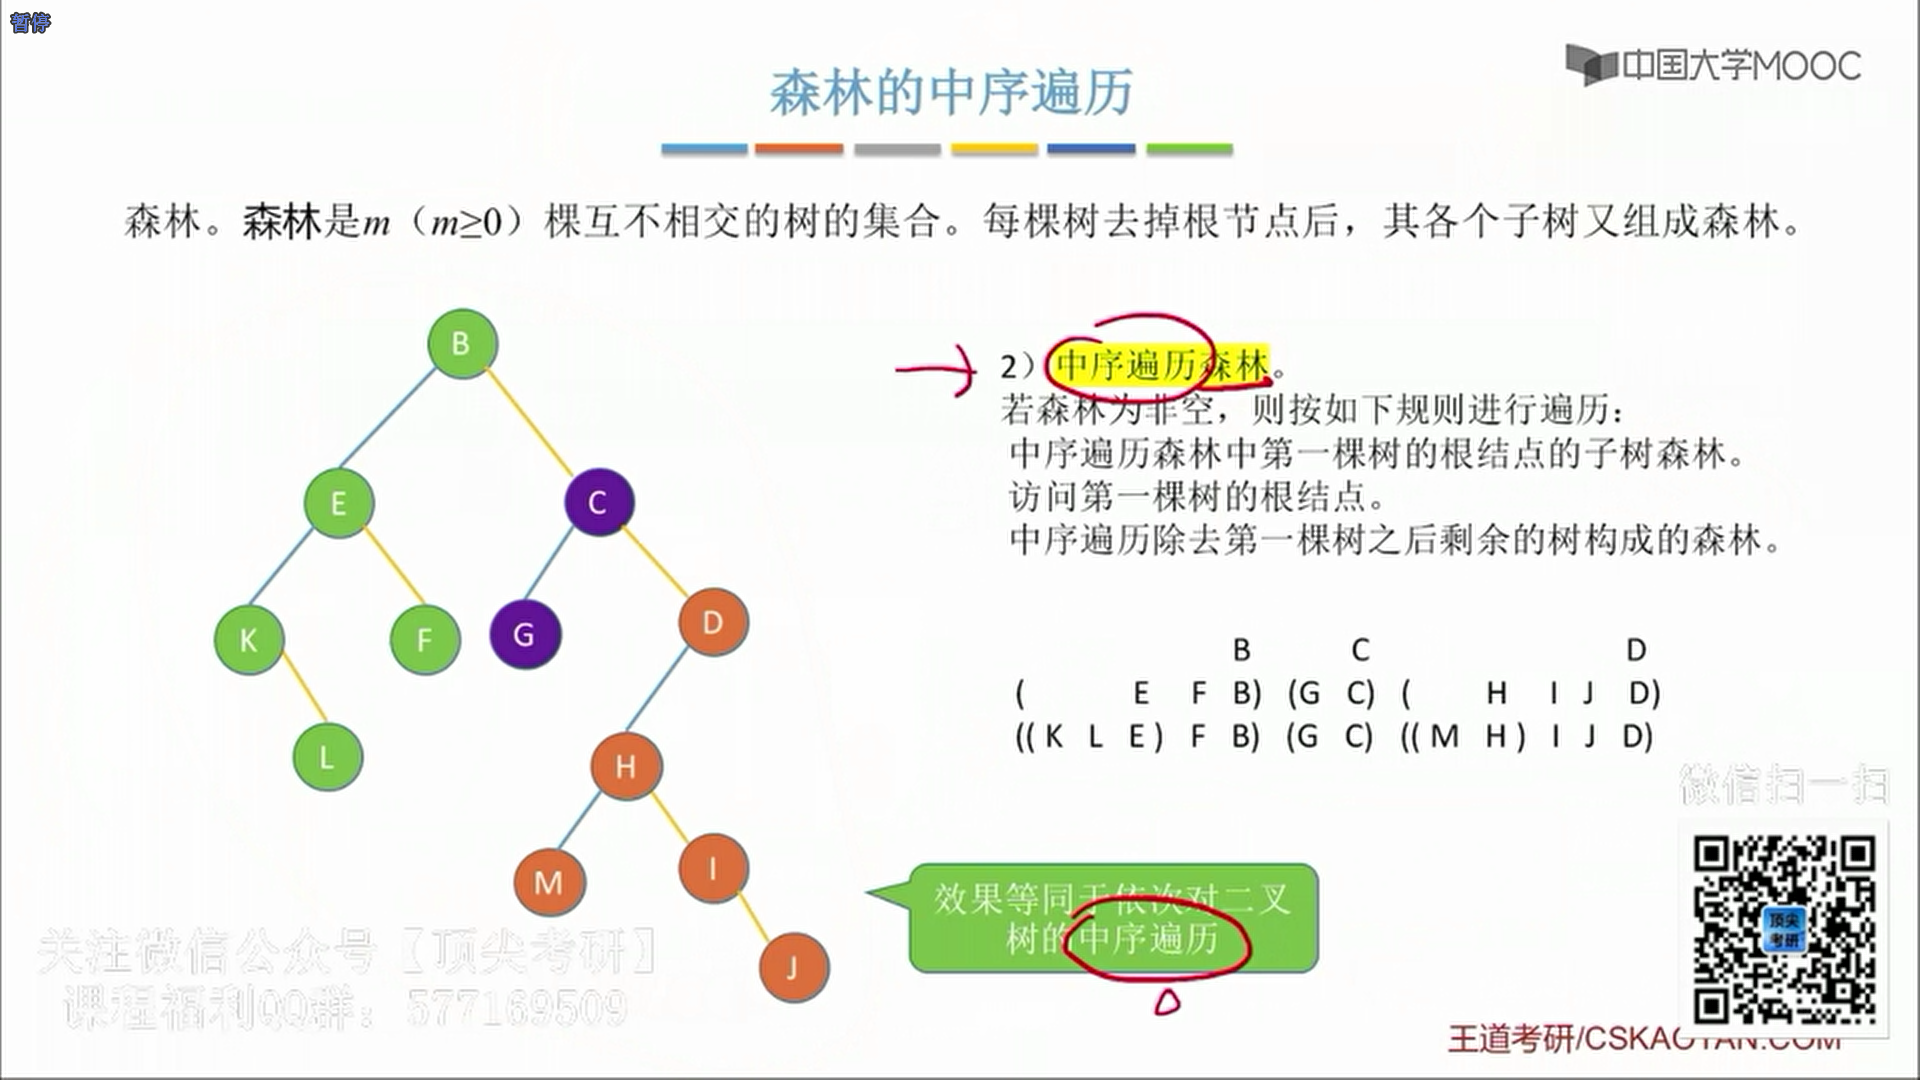 暂停
中国大学MOOC
森林的中序遍历
森林。森林是m（m≥0）棵互不相交的树的集合。每棵树去掉根节点后，其各个子树又组成森林。
B
E
C
K
F
G
D
L
H
M
I
J
2）中序遍历森林。
若森林为非空，则按如下规则进行遍历：
中序遍历森林中第一棵树的根结点的子树森林。
访问第一棵树的根结点。
中序遍历除去第一棵树之后剩余的树构成的森林。
B C D
( E F B) (G C) ( H I J D)
((K L E) F B) (G C) ((M H) I J D)
效果等同于依次对二叉
树的中序遍历
微信扫一扫
顶尖
考研
关注微信公众号【顶尖考研】
课程福利QQ群：577169509
王道考研/CSKAOYAN.COM